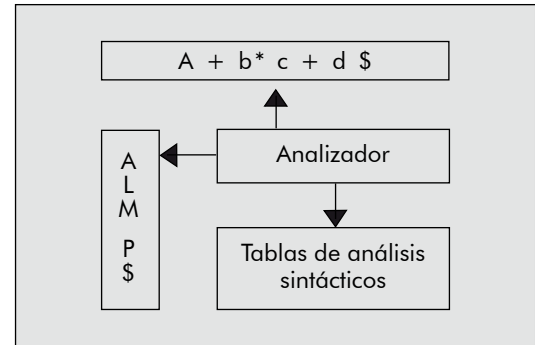 A + b* c + d $
Analizador
A
L
M
P
$
Tablas de análisis
sintácticos